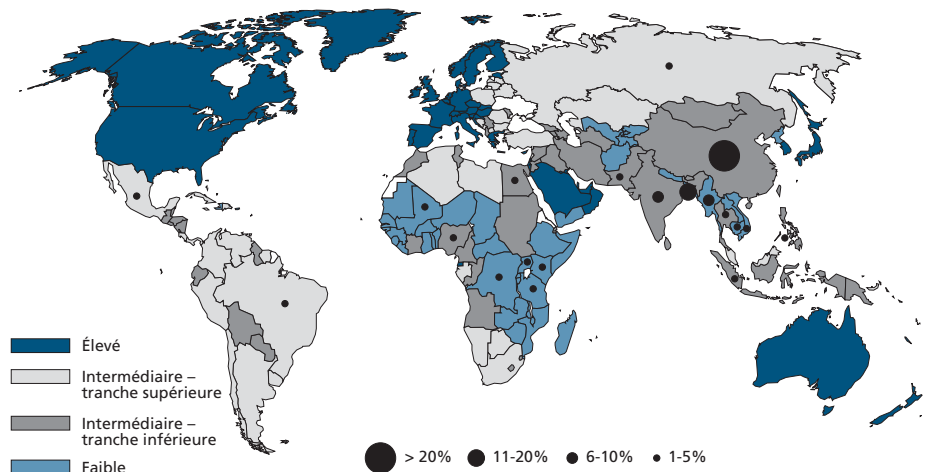 Élevé
Intermédiaire –
tranche supérieure
Intermédiaire –
tranche inférieure
Faible
> 20% 11-20% 6-10% 1-5%